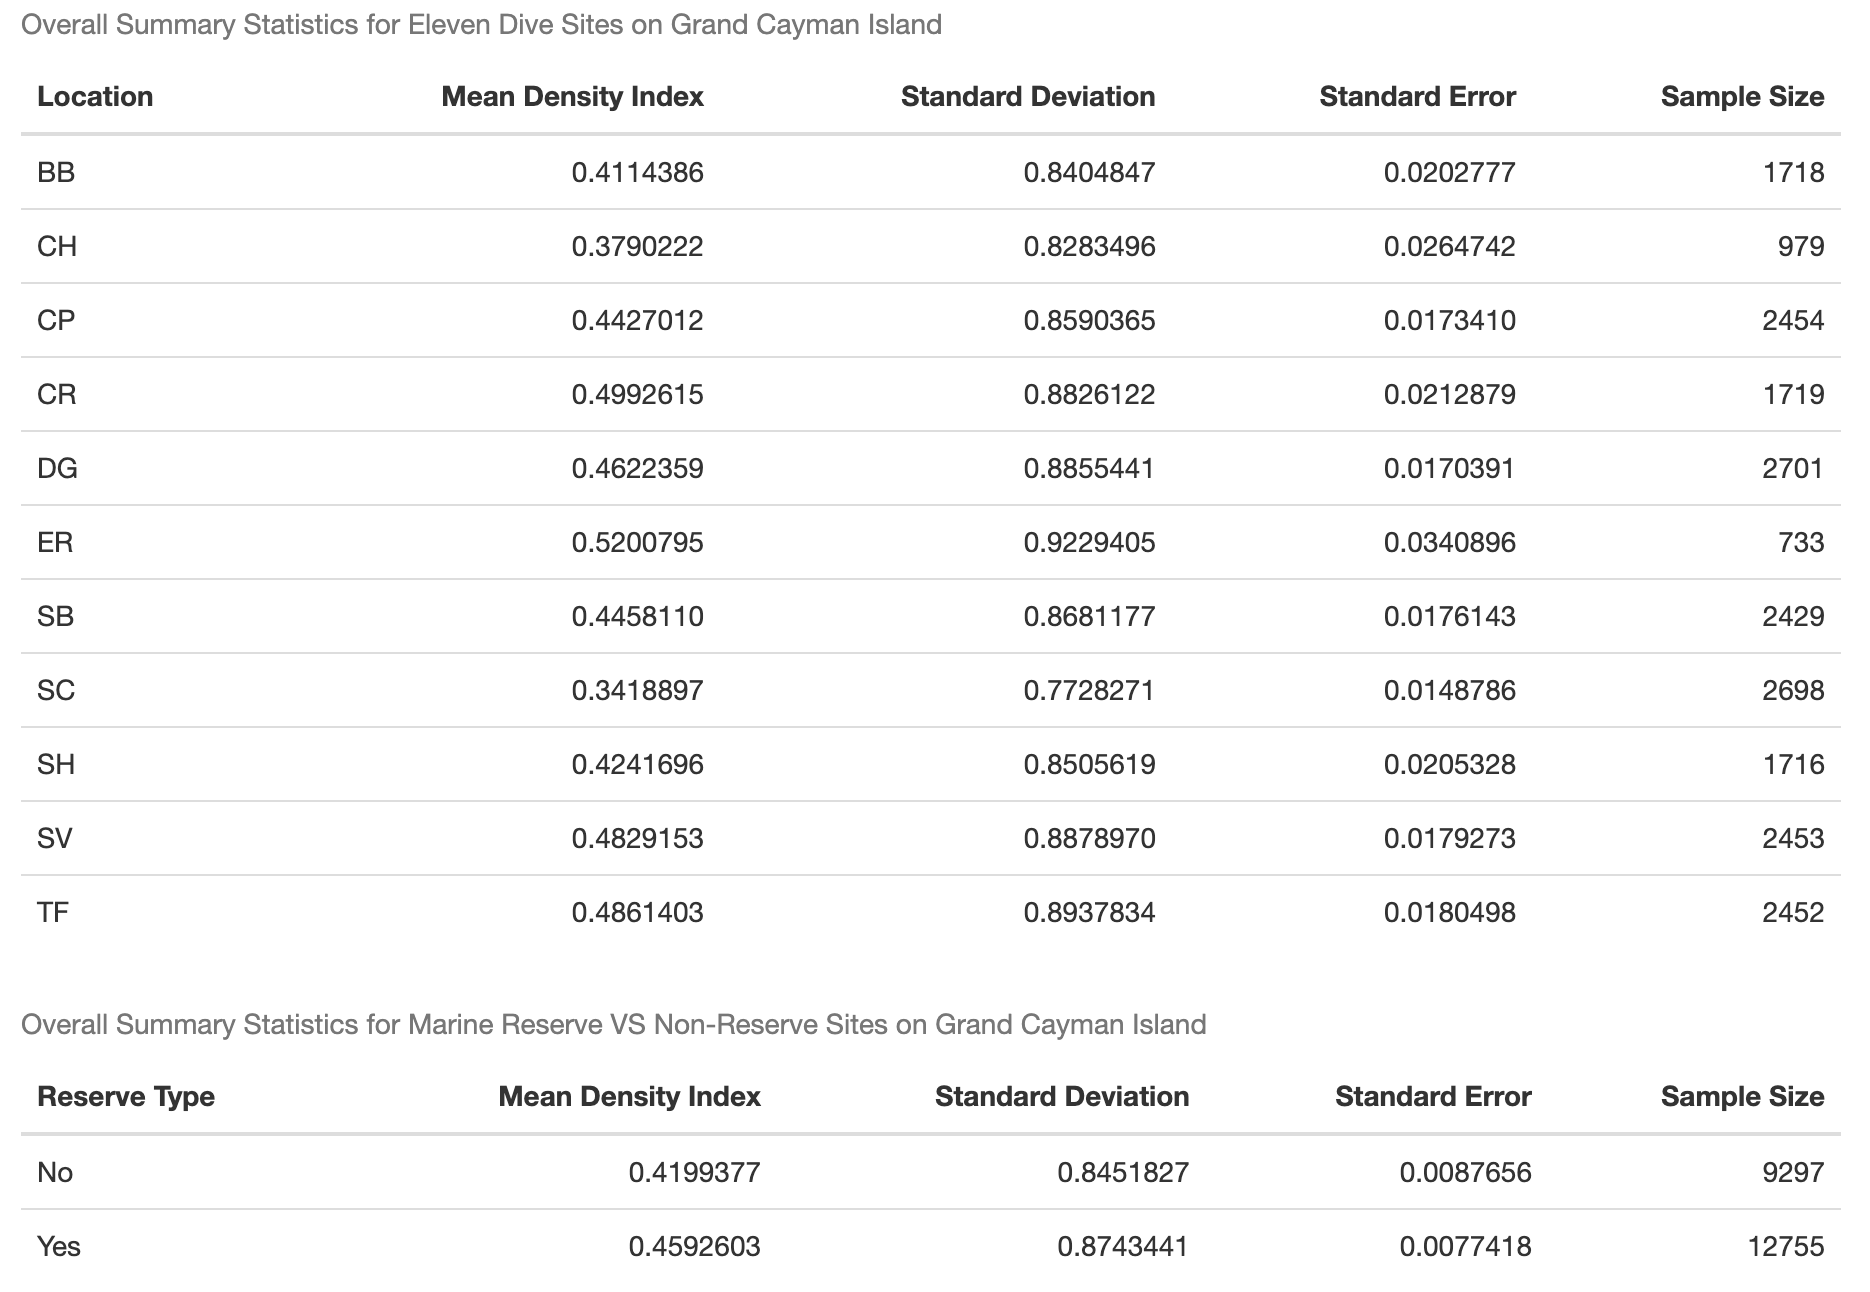 Overall Summary Statistics for Eleven Dive Sites on Grand Cayman Island
Location Mean Density Index Standard Deviation Standard Error Sample Size
BB 0.4114386 0.8404847 0.0202777 1718
CH 0.3790222 0.8283496 0.0264742 979
CP 0.4427012 0.8590365 0.0173410 2454
CR 0.4992615 0.8826122 0.0212879 1719
DG 0.4622359 0.8855441 0.0170391 2701
ER 0.5200795 0.9229405 0.0340896 733
SB 0.4458110 0.8681177 0.0176143 2429
SC 0.3418897 0.7728271 0.0148786 2698
SH 0.4241696 0.8505619 0.0205328 1716
SV 0.4829153 0.8878970 0.0179273 2453
TF 0.4861403 0.8937834 0.0180498 2452
Overall Summary Statistics for Marine Reserve VS Non-Reserve Sites on Grand Cayman Island
Reserve Type Mean Density Index Standard Deviation Standard Error Sample Size
No 0.4199377 0.8451827 0.0087656 9297
Yes 0.4592603 0.8743441 0.0077418 12755